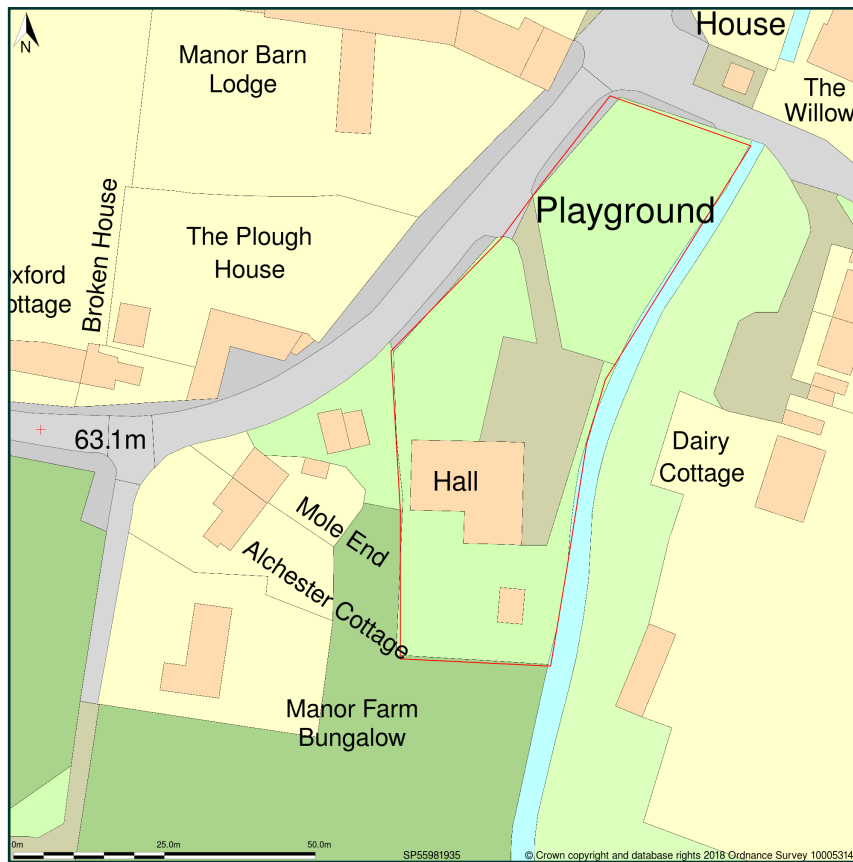 House
N
Manor Barn
Lodge
The
Willow
Playground
Broken House
The Plough
House
oxford
ottage
63.1m
Hall
Dairy
Cottage
Mole End
Alchester Cottage
Manor Farm
Bungalow
0m
25.0m
50.0m
SP55981935
© Crown copyright and database rights 2018 Ordnance Survey 10005314